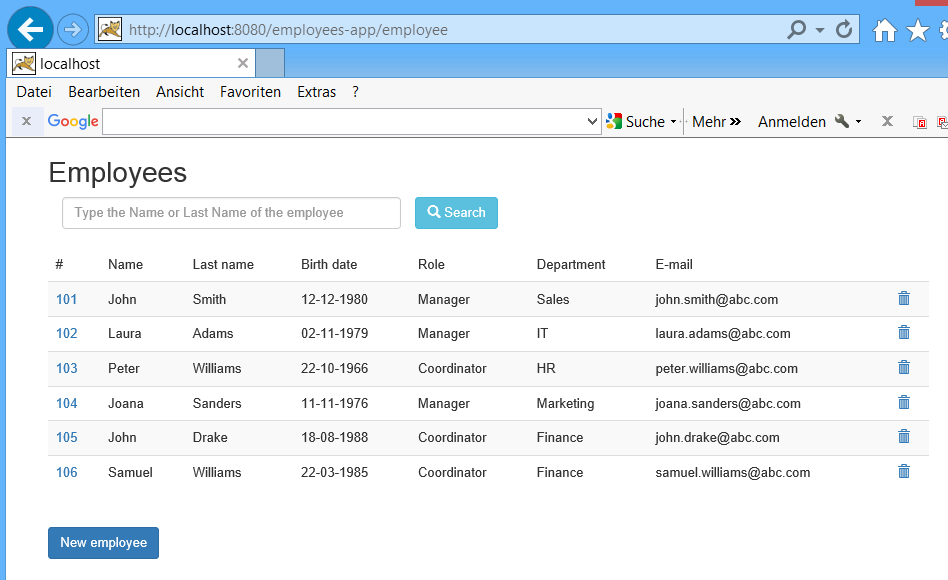 http://localhost:8080/employees-app/employee
localhost
Datei Bearbeiten Ansicht Favoriten Extras ?
x Google Suche Mehr » Anmelden x
Employees
Type the Name or Last Name of the employee Search
# Name Last name Birth date Role Department E-mail
101 John Smith 12-12-1980 Manager Sales john.smith@abc.com
102 Laura Adams 02-11-1979 Manager IT laura.adams@abc.com
103 Peter Williams 22-10-1966 Coordinator HR peter.williams@abc.com
104 Joana Sanders 11-11-1976 Manager Marketing joana.sanders@abc.com
105 John Drake 18-08-1988 Coordinator Finance john.drake@abc.com
106 Samuel Williams 22-03-1985 Coordinator Finance samuel.williams@abc.com
New employee